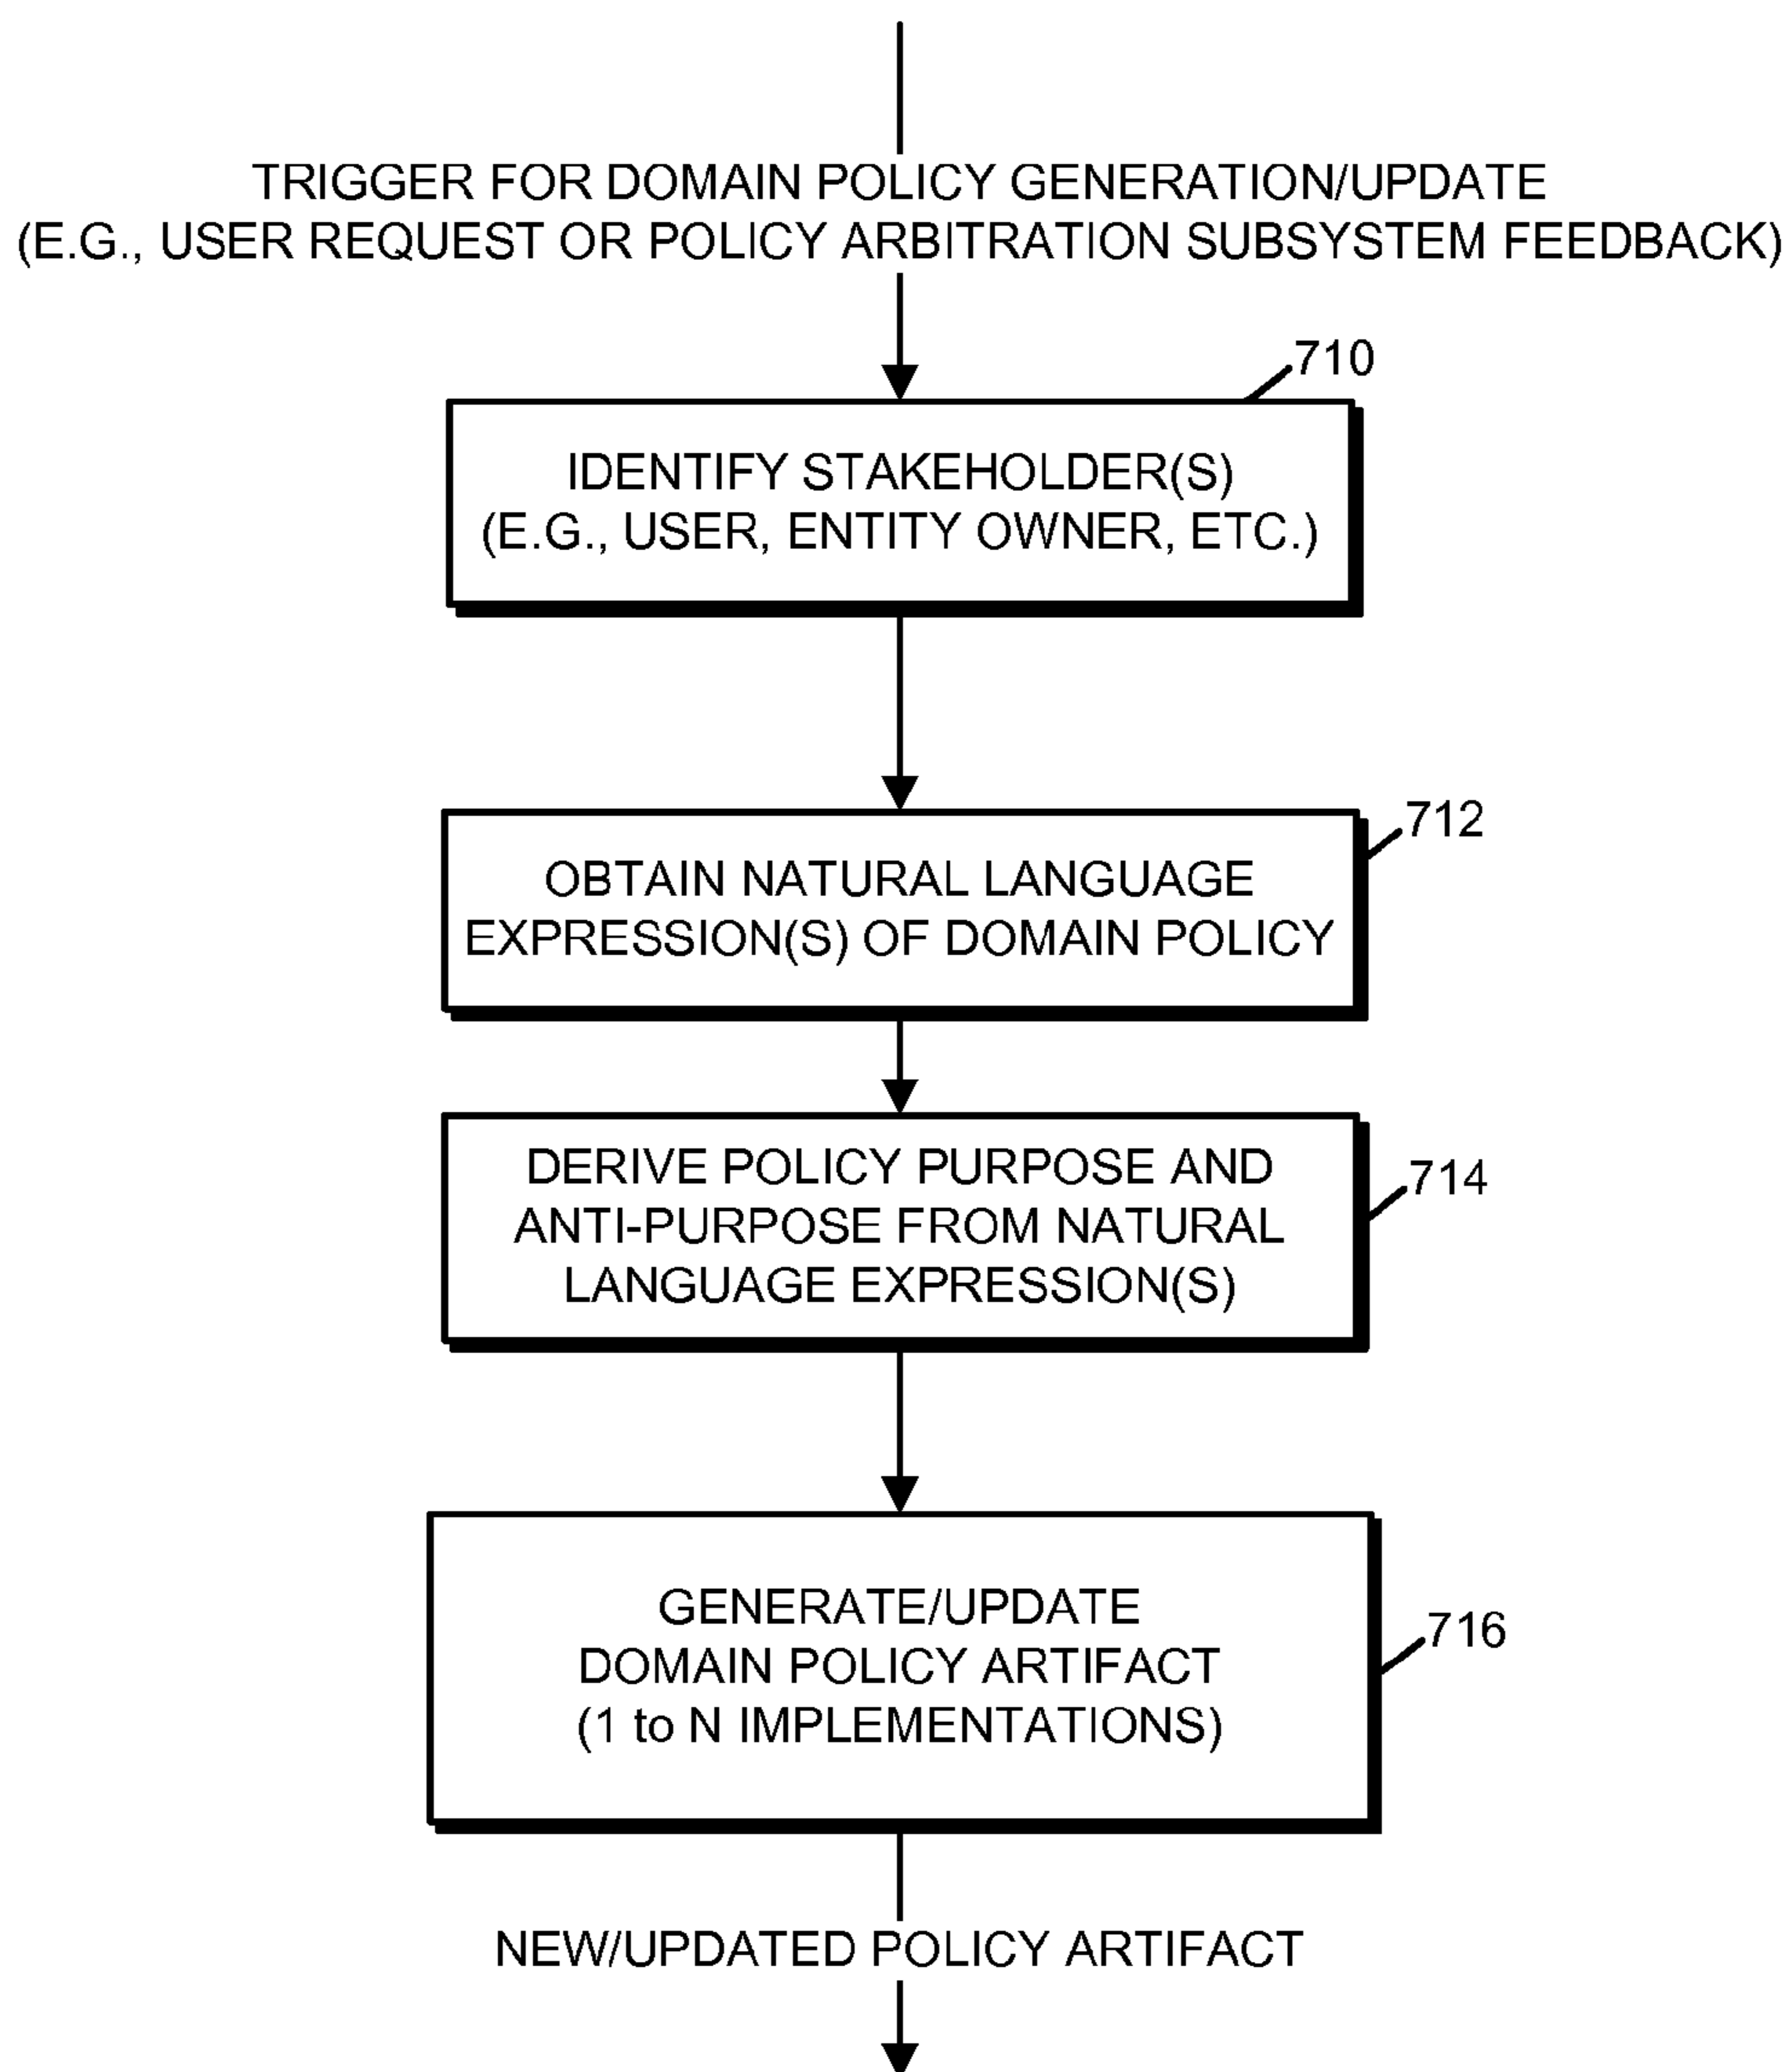 TRIGGER FOR DOMAIN POLICY GENERATION/UPDATE
(E.G., USER REQUEST OR POLICY ARBITRATION SUBSYSTEM FEEDBACK)
710
IDENTIFY STAKEHOLDER(S)
(E.G., USER, ENTITY OWNER, ETC.)
712
OBTAIN NATURAL LANGUAGE
EXPRESSION(S) OF DOMAIN POLICY
714
DERIVE POLICY PURPOSE AND
ANTI-PURPOSE FROM NATURAL
LANGUAGE EXPRESSION(S)
716
GENERATE/UPDATE
DOMAIN POLICY ARTIFACT
(1 to N IMPLEMENTATIONS)
NEW/UPDATED POLICY ARTIFACT